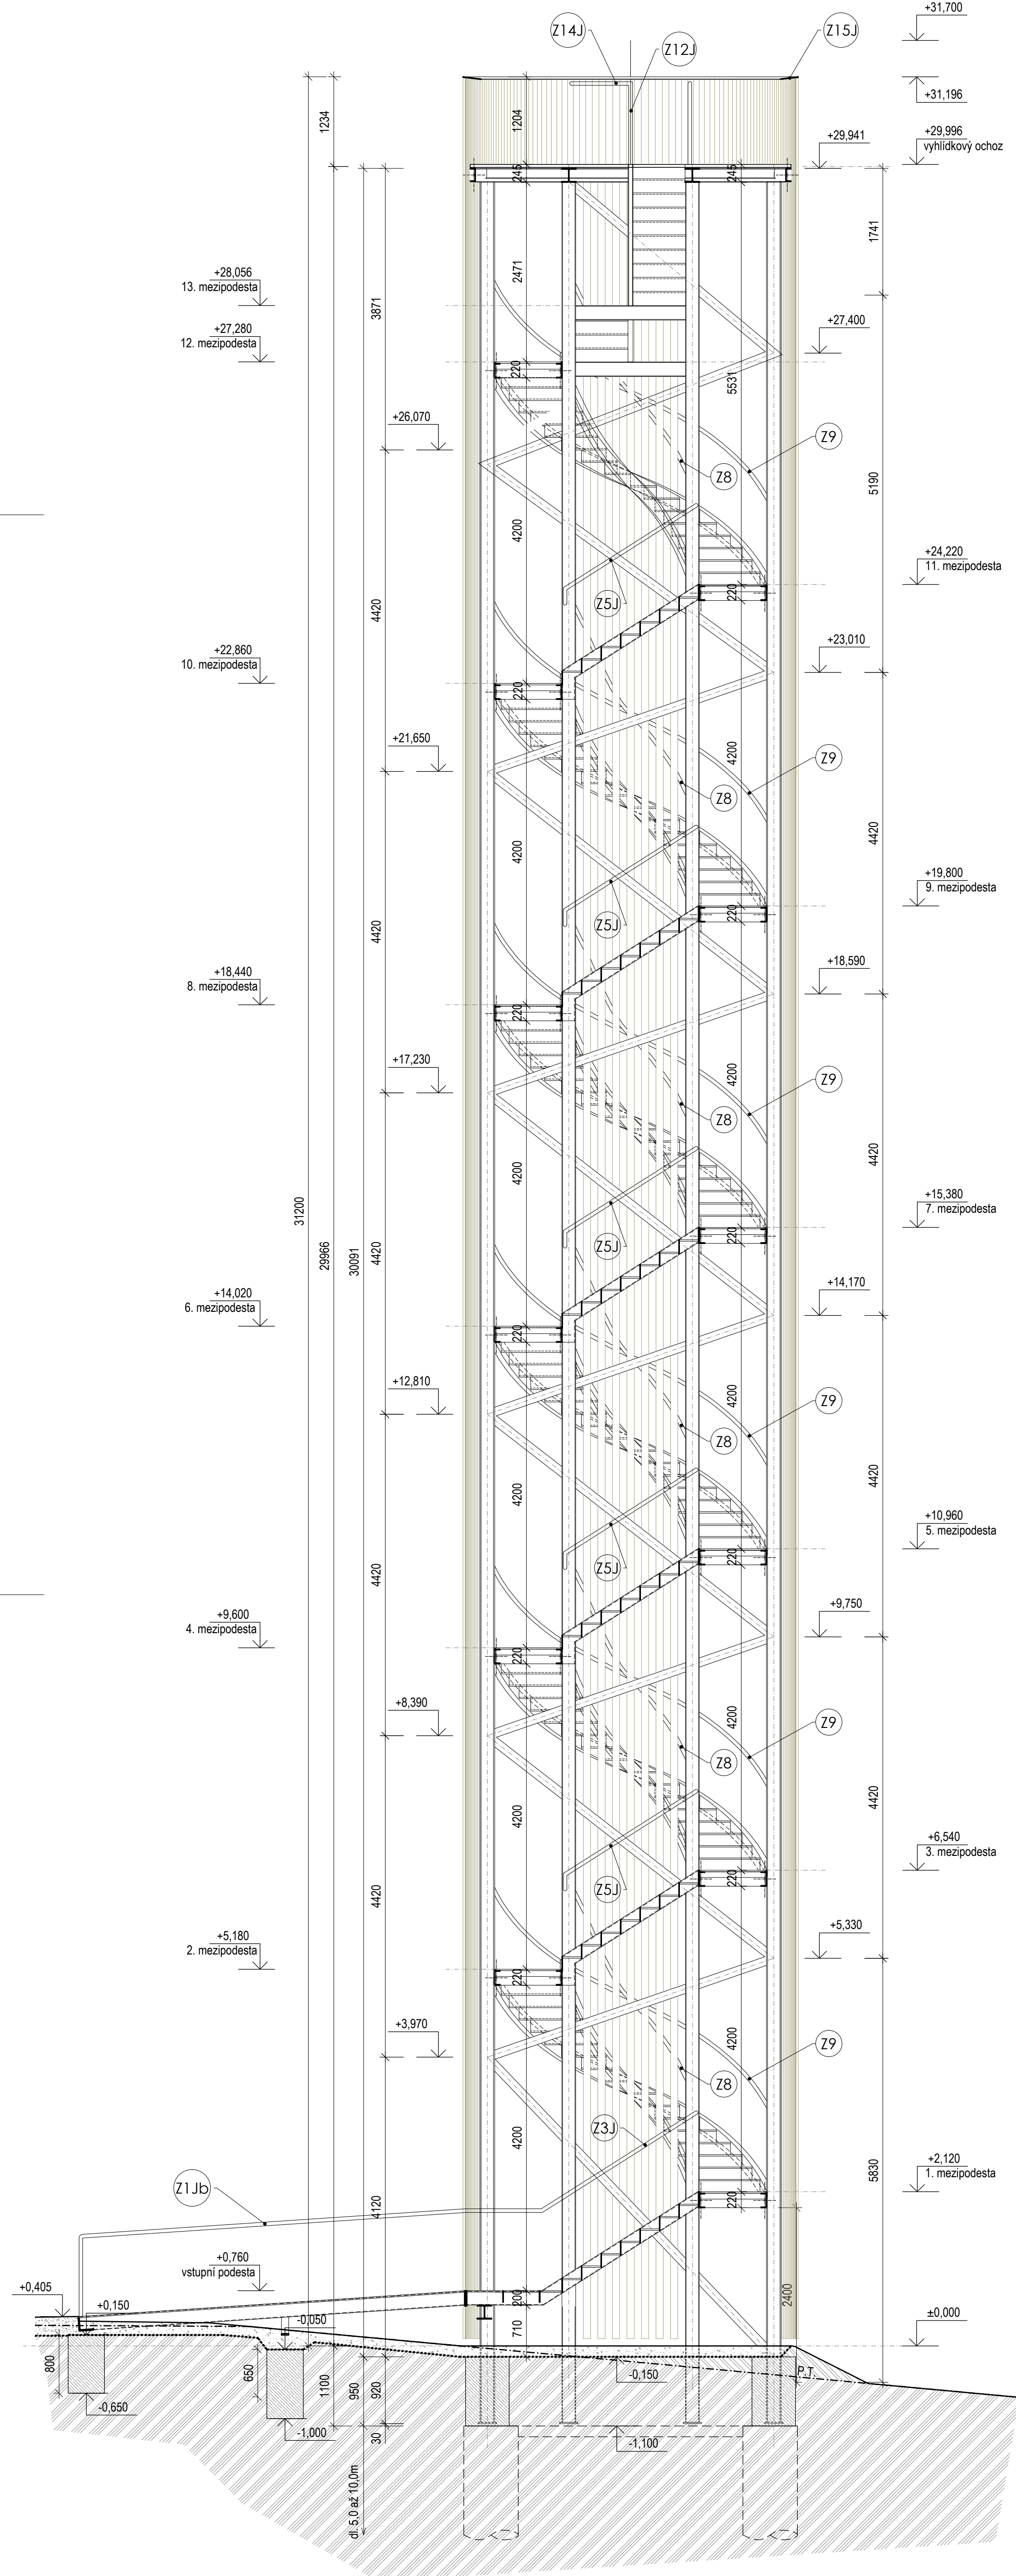 +31,700
Z14J
Z15J
Z12J
+31,196
1234
1204
+29,996
vyhlídkový ochoz
+29,941
245
245
1741
+28,056
13. mezipodesta
2471
3871
+27,280
12. mezipodesta
+27,400
220
5531
+26,070
Z9
Z8
5190
4200
+24,220
11. mezipodesta
4420
Z5J
220
+22,860
10. mezipodesta
+23,010
220
+21,650
4200
Z9
Z8
4200
4420
+19,800
9. mezipodesta
4420
Z5J
220
+18,440
8. mezipodesta
+18,590
220
+17,230
4200
Z9
Z8
4200
4420
+15,380
7. mezipodesta
31200
29966
30091
4420
Z5J
220
+14,020
6. mezipodesta
+14,170
220
+12,810
4200
Z9
Z8
4200
4420
+10,960
5. mezipodesta
4420
Z5J
220
+9,600
4. mezipodesta
+9,750
220
+8,390
4200
Z9
Z8
4200
4420
+6,540
3. mezipodesta
4420
Z5J
220
+5,180
2. mezipodesta
+5,330
220
+3,970
4200
Z9
Z8
4200
Z3J
5830
+2,120
1. mezipodesta
Z1Jb
4120
220
+0,760
vstupní podesta
+0,405
+0,150
-0,050
200
710
2400
±0,000
800
650
1100
950
920
-0,150
P.T.
-0,650
-1,000
30
-1,100
dl. 5,0 až 10,0m